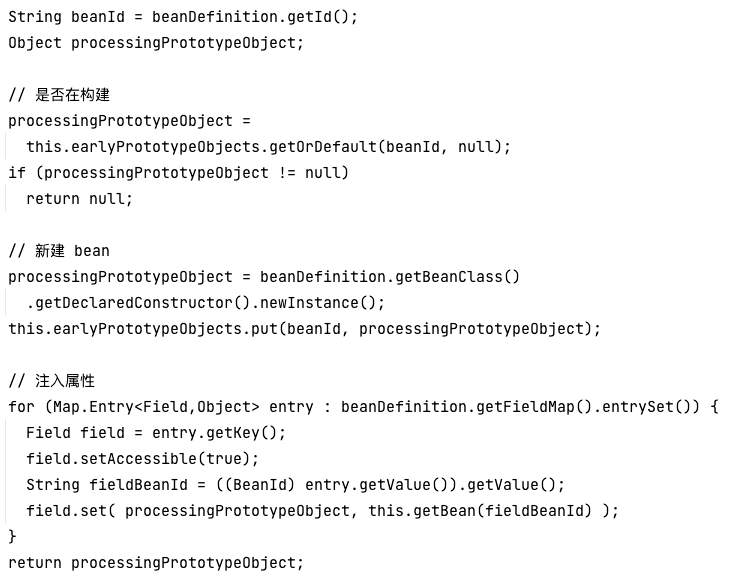 String beanId = beanDefinition.getId();
Object processingPrototypeObject;
// 是否在构建
processingPrototypeObject =
this.earlyPrototypeObjects.getOrDefault(beanId, null);
if (processingPrototypeObject != null)
return null;
// 新建 bean
processingPrototypeObject = beanDefinition.getBeanClass()
.getDeclaredConstructor().newInstance();
this.earlyPrototypeObjects.put(beanId, processingPrototypeObject);
// 注入属性
for (Map.Entry<Field,Object> entry : beanDefinition.getFieldMap().entrySet()) {
Field field = entry.getKey();
field.setAccessible(true);
String fieldBeanId = ((BeanId) entry.getValue()).getValue();
field.set( processingPrototypeObject, this.getBean(fieldBeanId) );
}
return processingPrototypeObject;